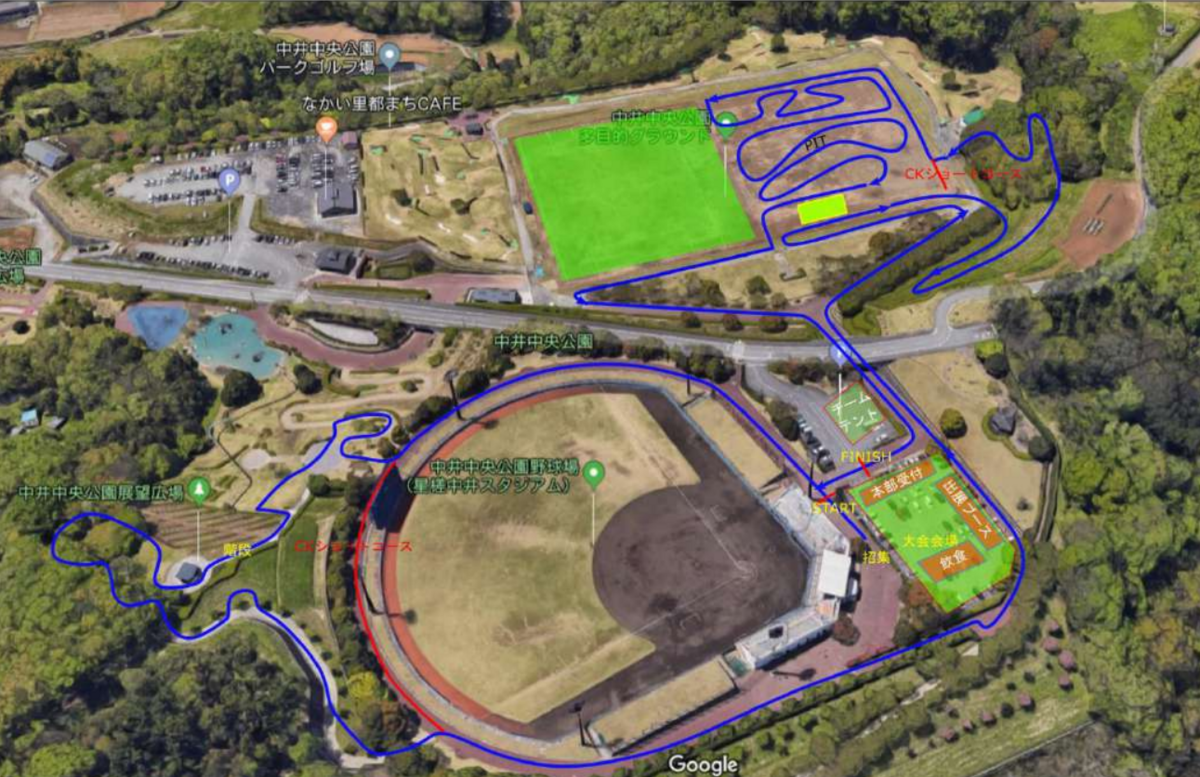 中井中央公園
パークゴルフ場
なかい里都まちCAFE
中井中央公園
多目的グラウンド
PIT
CKショートコース
P
央公園
広場
中井中央公園
チーム
テント
FINISH
中井中央公園野球場
(星槎中井スタジアム)
本部受付
出展ブース
中井中央公園展望広場
START
大会会場
階段
CKショートコース
招集
飲食
Google